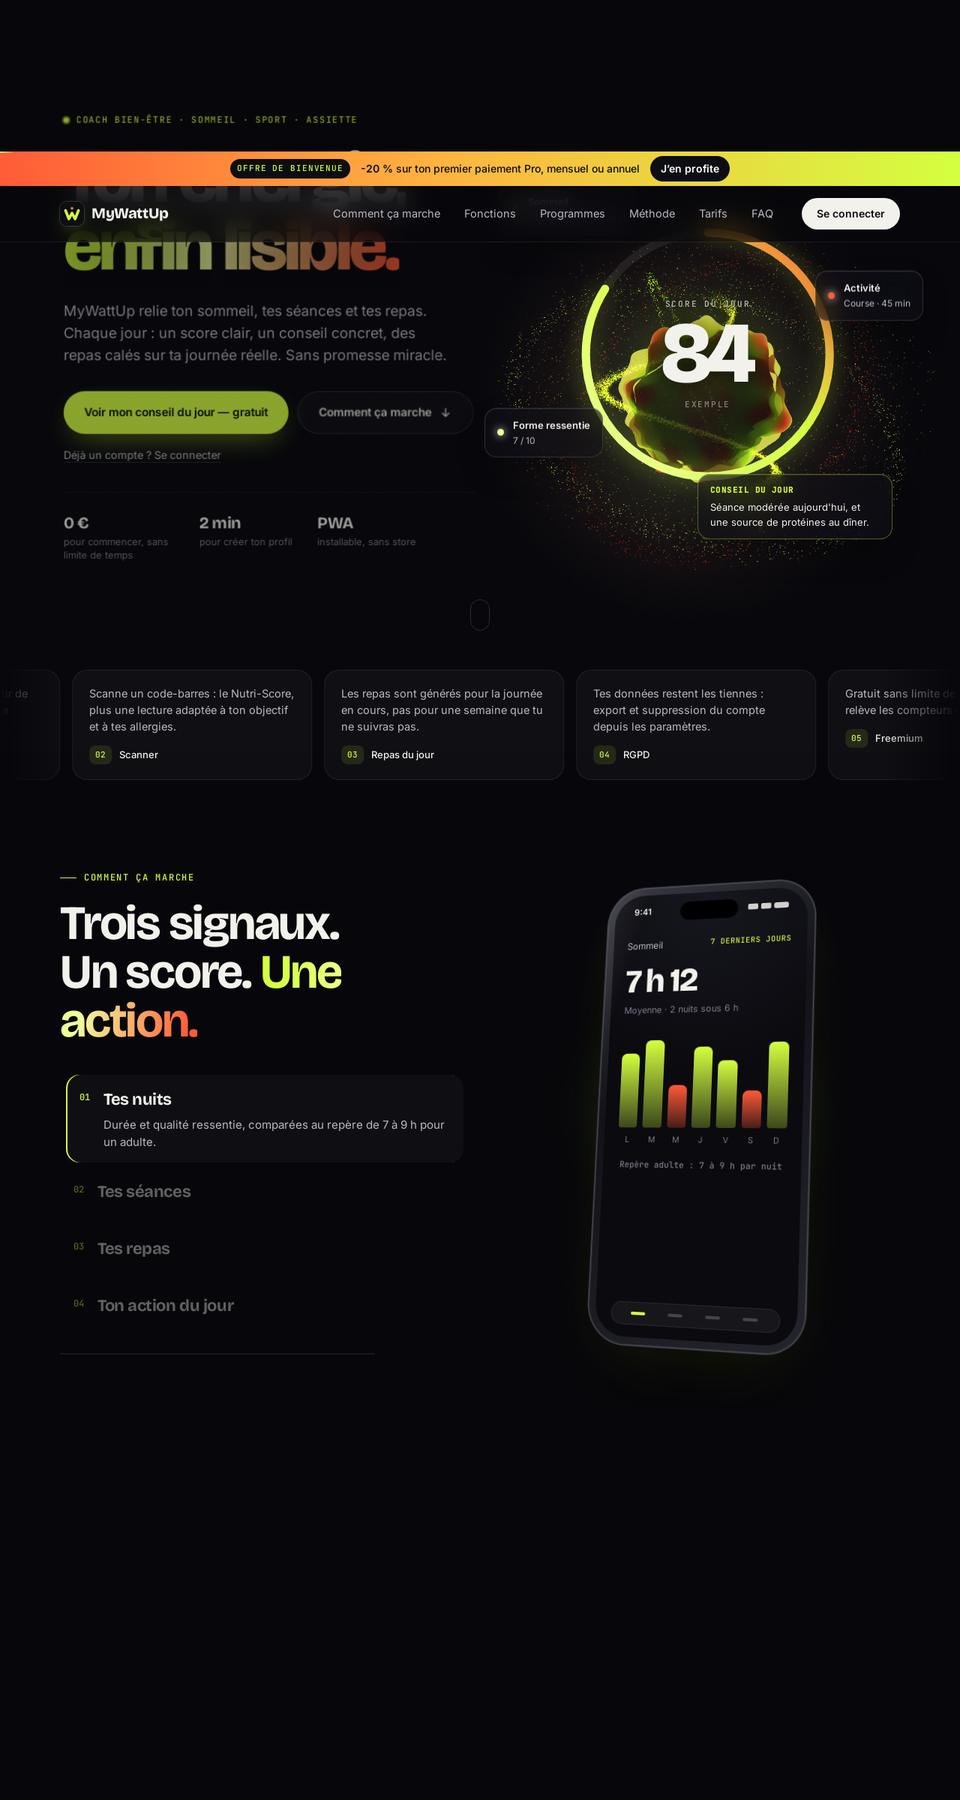 COACH BIEN-ÊTRE · SOMMEIL · SPORT · ASSIETTE
OFFRE DE BIENVENUE
-20 % sur ton premier paiement Pro, mensuel ou annuel
J'en profite
ton énergie,
MyWattUp
Comment ça marche
Fonctions
Programmes
Méthode
Tarifs
FAQ
Se connecter
enfin lisible.
MyWattUp relie ton sommeil, tes séances et tes repas.
Chaque jour : un score clair, un conseil concret, des
repas calés sur ta journée réelle. Sans promesse miracle.
Voir mon conseil du jour — gratuit
Comment ça marche ↓
Déjà un compte ? Se connecter
0 €
pour commencer, sans
limite de temps
2 min
pour créer ton profil
PWA
installable, sans store
SCORE DU JOUR
84
EXEMPLE
Activité
Course · 45 min
Forme ressentie
7 / 10
CONSEIL DU JOUR
Séance modérée aujourd'hui, et
une source de protéines au dîner.
Scanne un code-barres : le Nutri-Score,
plus une lecture adaptée à ton objectif
et à tes allergies.
02 Scanner
Les repas sont générés pour la journée
en cours, pas pour une semaine que tu
ne suivras pas.
03 Repas du jour
Tes données restent les tiennes :
export et suppression du compte
depuis les paramètres.
04 RGPD
Gratuit sans limite de
relève les compteurs
05 Freemium
COMMENT ÇA MARCHE
Trois signaux.
Un score. Une
action.
01 Tes nuits
Durée et qualité ressentie, comparées au repère de 7 à 9 h pour
un adulte.
02 Tes séances
03 Tes repas
04 Ton action du jour
9:41
Sommeil
7 DERNIERS JOURS
7 h 12
Moyenne · 2 nuits sous 6 h
L M M J V S D
Repère adulte : 7 à 9 h par nuit